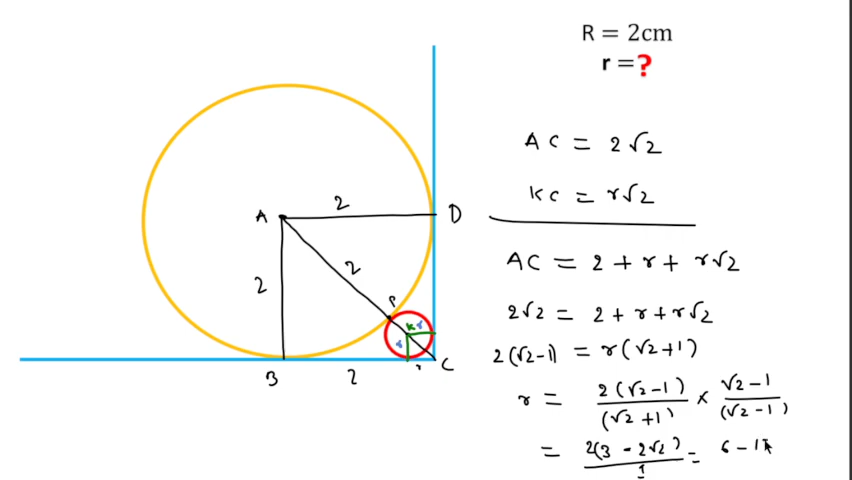 R = 2cm
r = ?
AC = 2√2
KC = r√2
AC = 2 + r + r√2
2√2 = 2 + r + r√2
2(√2-1) = r(√2+1)
r = 2(√2-1)/(√2+1) × √2-1/(√2-1)
= 2(3-2√2)/1 = 6-
A
2
D
2
2
P
K
r
r
B
2
C